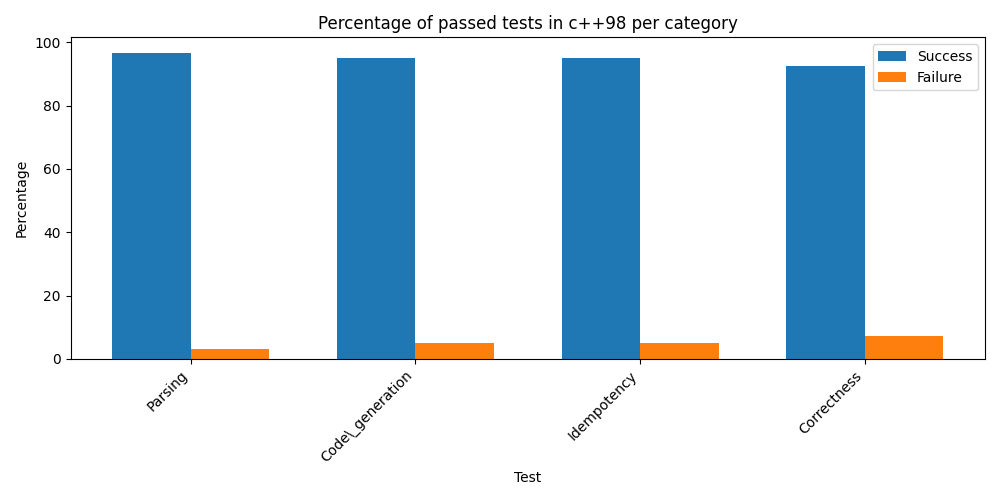 Percentage of passed tests in c++98 per category
Success
Failure
Percentage
100
80
60
40
20
0
Parsing
Code\_generation
Idempotency
Correctness
Test